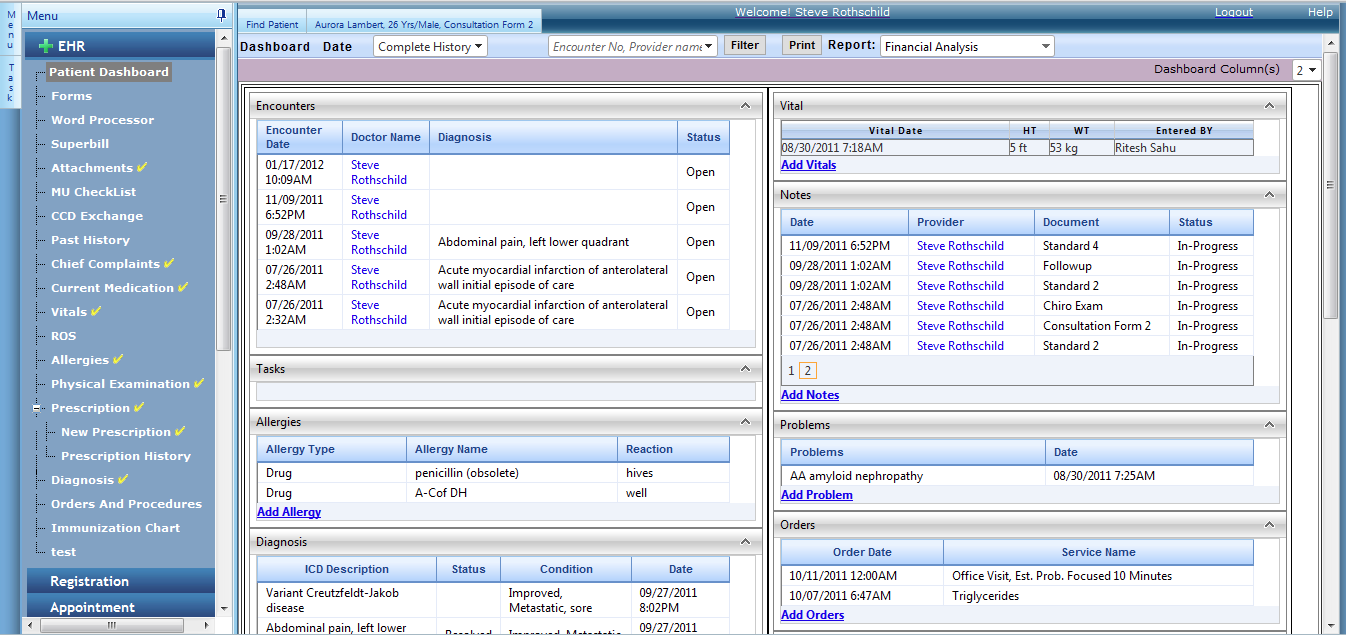 Menu
Task
Menu
EHR
Patient Dashboard
Forms
Word Processor
Superbill
Attachments
MU CheckList
CCD Exchange
Past History
Chief Complaints
Current Medication
Vitals
ROS
Allergies
Physical Examination
Prescription
New Prescription
Prescription History
Diagnosis
Orders And Procedures
Immunization Chart
test
Registration
Appointment
Find Patient
Aurora Lambert, 26 Yrs/Male, Consultation Form 2
Welcome! Steve Rothschild
Logout
Help
Dashboard Date Complete History Encounter No, Provider name Filter Print Report: Financial Analysis
Dashboard Column(s) 2
Encounters
Encounter Date Doctor Name Diagnosis Status
01/17/2012 10:09AM Steve Rothschild Open
11/09/2011 6:52PM Steve Rothschild Open
09/28/2011 1:02AM Steve Rothschild Abdominal pain, left lower quadrant Open
07/26/2011 2:48AM Steve Rothschild Acute myocardial infarction of anterolateral wall initial episode of care Open
07/26/2011 2:32AM Steve Rothschild Acute myocardial infarction of anterolateral wall initial episode of care Open
Tasks
Allergies
Allergy Type Allergy Name Reaction
Drug penicillin (obsolete) hives
Drug A-Cof DH well
Add Allergy
Diagnosis
ICD Description Status Condition Date
Variant Creutzfeldt-Jakob disease Improved, Metastatic, sore 09/27/2011 8:02PM
Abdominal pain, left lower Resolved Improved, Metastatic 09/27/2011
Vital
Vital Date HT WT Entered BY
08/30/2011 7:18AM 5 ft 53 kg Ritesh Sahu
Add Vitals
Notes
Date Provider Document Status
11/09/2011 6:52PM Steve Rothschild Standard 4 In-Progress
09/28/2011 1:02AM Steve Rothschild Followup In-Progress
09/28/2011 1:02AM Steve Rothschild Standard 2 In-Progress
07/26/2011 2:48AM Steve Rothschild Chiro Exam In-Progress
07/26/2011 2:48AM Steve Rothschild Consultation Form 2 In-Progress
07/26/2011 2:48AM Steve Rothschild Standard 2 In-Progress
1 2
Add Notes
Problems
Problems Date
AA amyloid nephropathy 08/30/2011 7:25AM
Add Problem
Orders
Order Date Service Name
10/11/2011 12:00AM Office Visit, Est. Prob. Focused 10 Minutes
10/07/2011 6:47AM Triglycerides
Add Orders